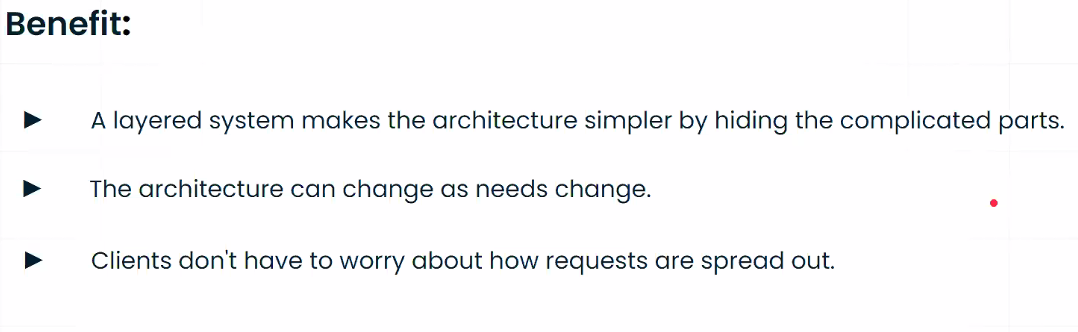 Benefit:
► A layered system makes the architecture simpler by hiding the complicated parts.
► The architecture can change as needs change.
► Clients don't have to worry about how requests are spread out.